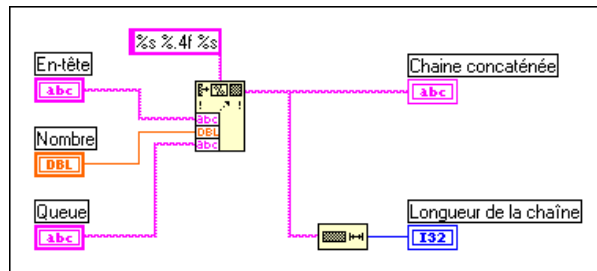 %s %.4f %s
En-tête
abc
Chaine concaténée
abc
abc
DBL
abc
Nombre
DBL
Queue
abc
Longueur de la chaîne
I32